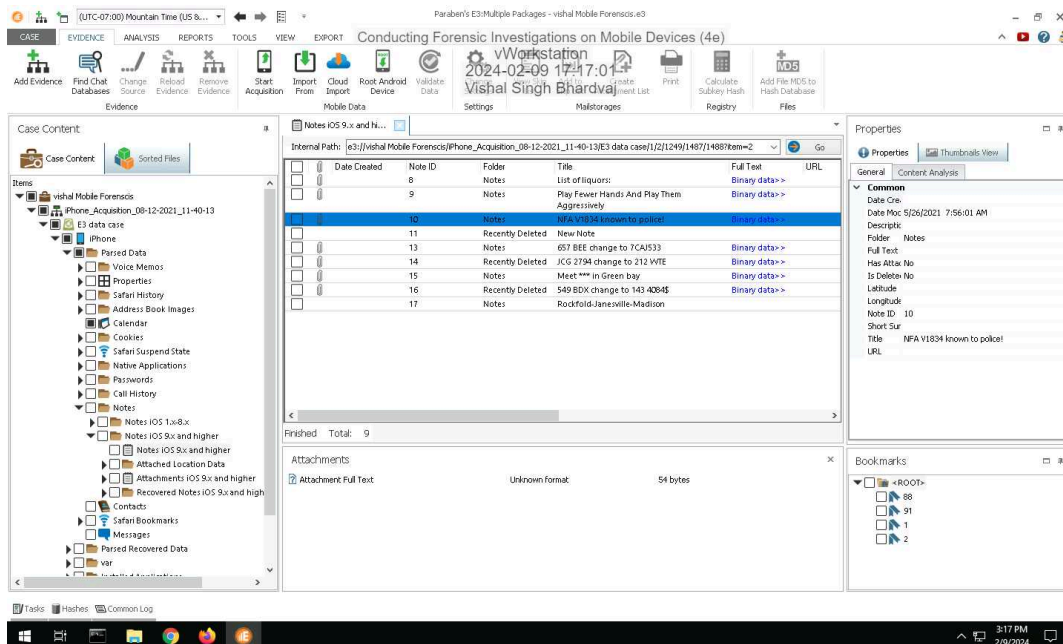 (UTC-07:00) Mountain Time (US &...
Paraben's E3:Multiple Packages - vishal Mobile Forenscis.e3
CASE EVIDENCE ANALYSIS REPORTS TOOLS VIEW EXPORT
Conducting Forensic Investigations on Mobile Devices (4e)
vWorkstation
2024-02-09 17:17:01
Vishal Singh Bhardvaj
Add Evidence
Find Chat Databases
Change Source
Reload Evidence
Remove Evidence
Start Acquisition
Import From
Cloud Import
Root Android Device
Validate Data
Print
Calculate Subkey Hash
Add File MD5 to Hash Database
Evidence Mobile Data Settings Mailstorages Registry Files
Case Content
Case Content Sorted Files
Items
vishal Mobile Forenscis
iPhone_Acquisition_08-12-2021_11-40-13
E3 data case
iPhone
Parsed Data
Voice Memos
Properties
Safari History
Address Book Images
Calendar
Cookies
Safari Suspend State
Native Applications
Passwords
Call History
Notes
Notes iOS 1.x-8.x
Notes iOS 9.x and higher
Notes iOS 9.x and higher
Attached Location Data
Attachments iOS 9.x and higher
Recovered Notes iOS 9.x and high
Contacts
Safari Bookmarks
Messages
Parsed Recovered Data
var
Notes iOS 9.x and hi...
Internal Path: e3://vishal Mobile Forenscis/iPhone_Acquisition_08-12-2021_11-40-13/E3 data case/1/2/1249/1487/1488?item=2 Go
Date Created Note ID Folder Title Full Text URL
8 Notes List of liquors: Binary data>>
9 Notes Play Fewer Hands And Play Them Aggressively Binary data>>
10 Notes NFA V1834 known to police! Binary data>>
11 Recently Deleted New Note
13 Notes 657 BEE change to 7CAJ533 Binary data>>
14 Recently Deleted JCG 2794 change to 212 WTE Binary data>>
15 Notes Meet *** in Green bay Binary data>>
16 Recently Deleted 549 BDX change to 143 4084$ Binary data>>
17 Notes Rockfold-Janesville-Madison
Finished Total: 9
Attachments
Attachment Full Text Unknown format 54 bytes
Properties
Properties Thumbnails View
General Content Analysis
Common
Date Cre
Date Moc 5/26/2021 7:56:01 AM
Descriptic
Folder Notes
Full Text
Has Attac No
Is Delete No
Latitude
Longitude
Note ID 10
Short Sur
Title NFA V1834 known to police!
URL
Bookmarks
<ROOT>
88
91
1
2
Tasks Hashes Common Log
3:17 PM
2/9/2024